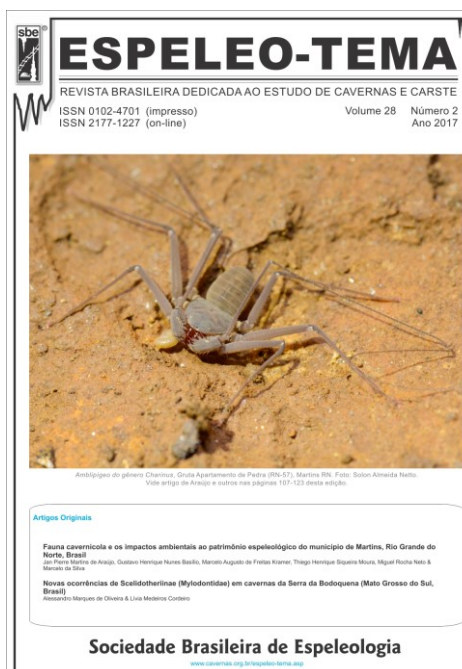 sbe
ESPELEO-TEMA
REVISTA BRASILEIRA DEDICADA AO ESTUDO DE CAVERNAS E CARSTE
ISSN 0102-4701 (impresso)
ISSN 2177-1227 (on-line)
Volume 28 Número 2
Ano 2017
Amblipígeo do gênero Charinus, Gruta Apartamento de Pedra (RN-57), Martins RN. Foto: Solon Almeida Netto.
Vide artigo de Araújo e outros nas páginas 107-123 desta edição.
Artigos Originais
Fauna cavernícola e os impactos ambientais ao patrimônio espeleológico do município de Martins, Rio Grande do
Norte, Brasil
Jan Pierre Martins de Araújo, Gustavo Henrique Nunes Basílio, Marcelo Augusto de Freitas Kramer, Thiégo Henrique Siqueira Moura, Miguel Rocha Neto &
Marcelo da Silva
Novas ocorrências de Scelidotheriinae (Mylodontidae) em cavernas da Serra da Bodoquena (Mato Grosso do Sul,
Brasil)
Alessandro Marques de Oliveira & Lívia Medeiros Cordeiro
Sociedade Brasileira de Espeleologia
www.cavernas.org.br/espeleo-tema.asp